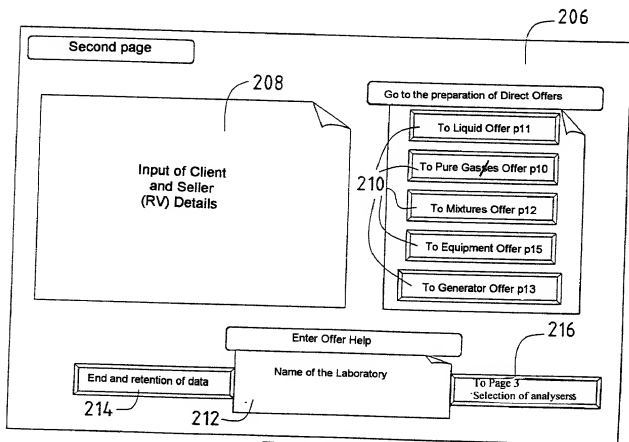 206
Second page
208
Go to the preparation of Direct Offers
To Liquid Offer p11
Input of Client
and Seller
(RV) Details
To Pure Gasses Offer p10
210
To Mixtures Offer p12
To Equipment Offer p15
To Generator Offer p13
216
Enter Offer Help
Name of the Laboratory
End and retention of data
To Page 3
Selection of analysers
214
212